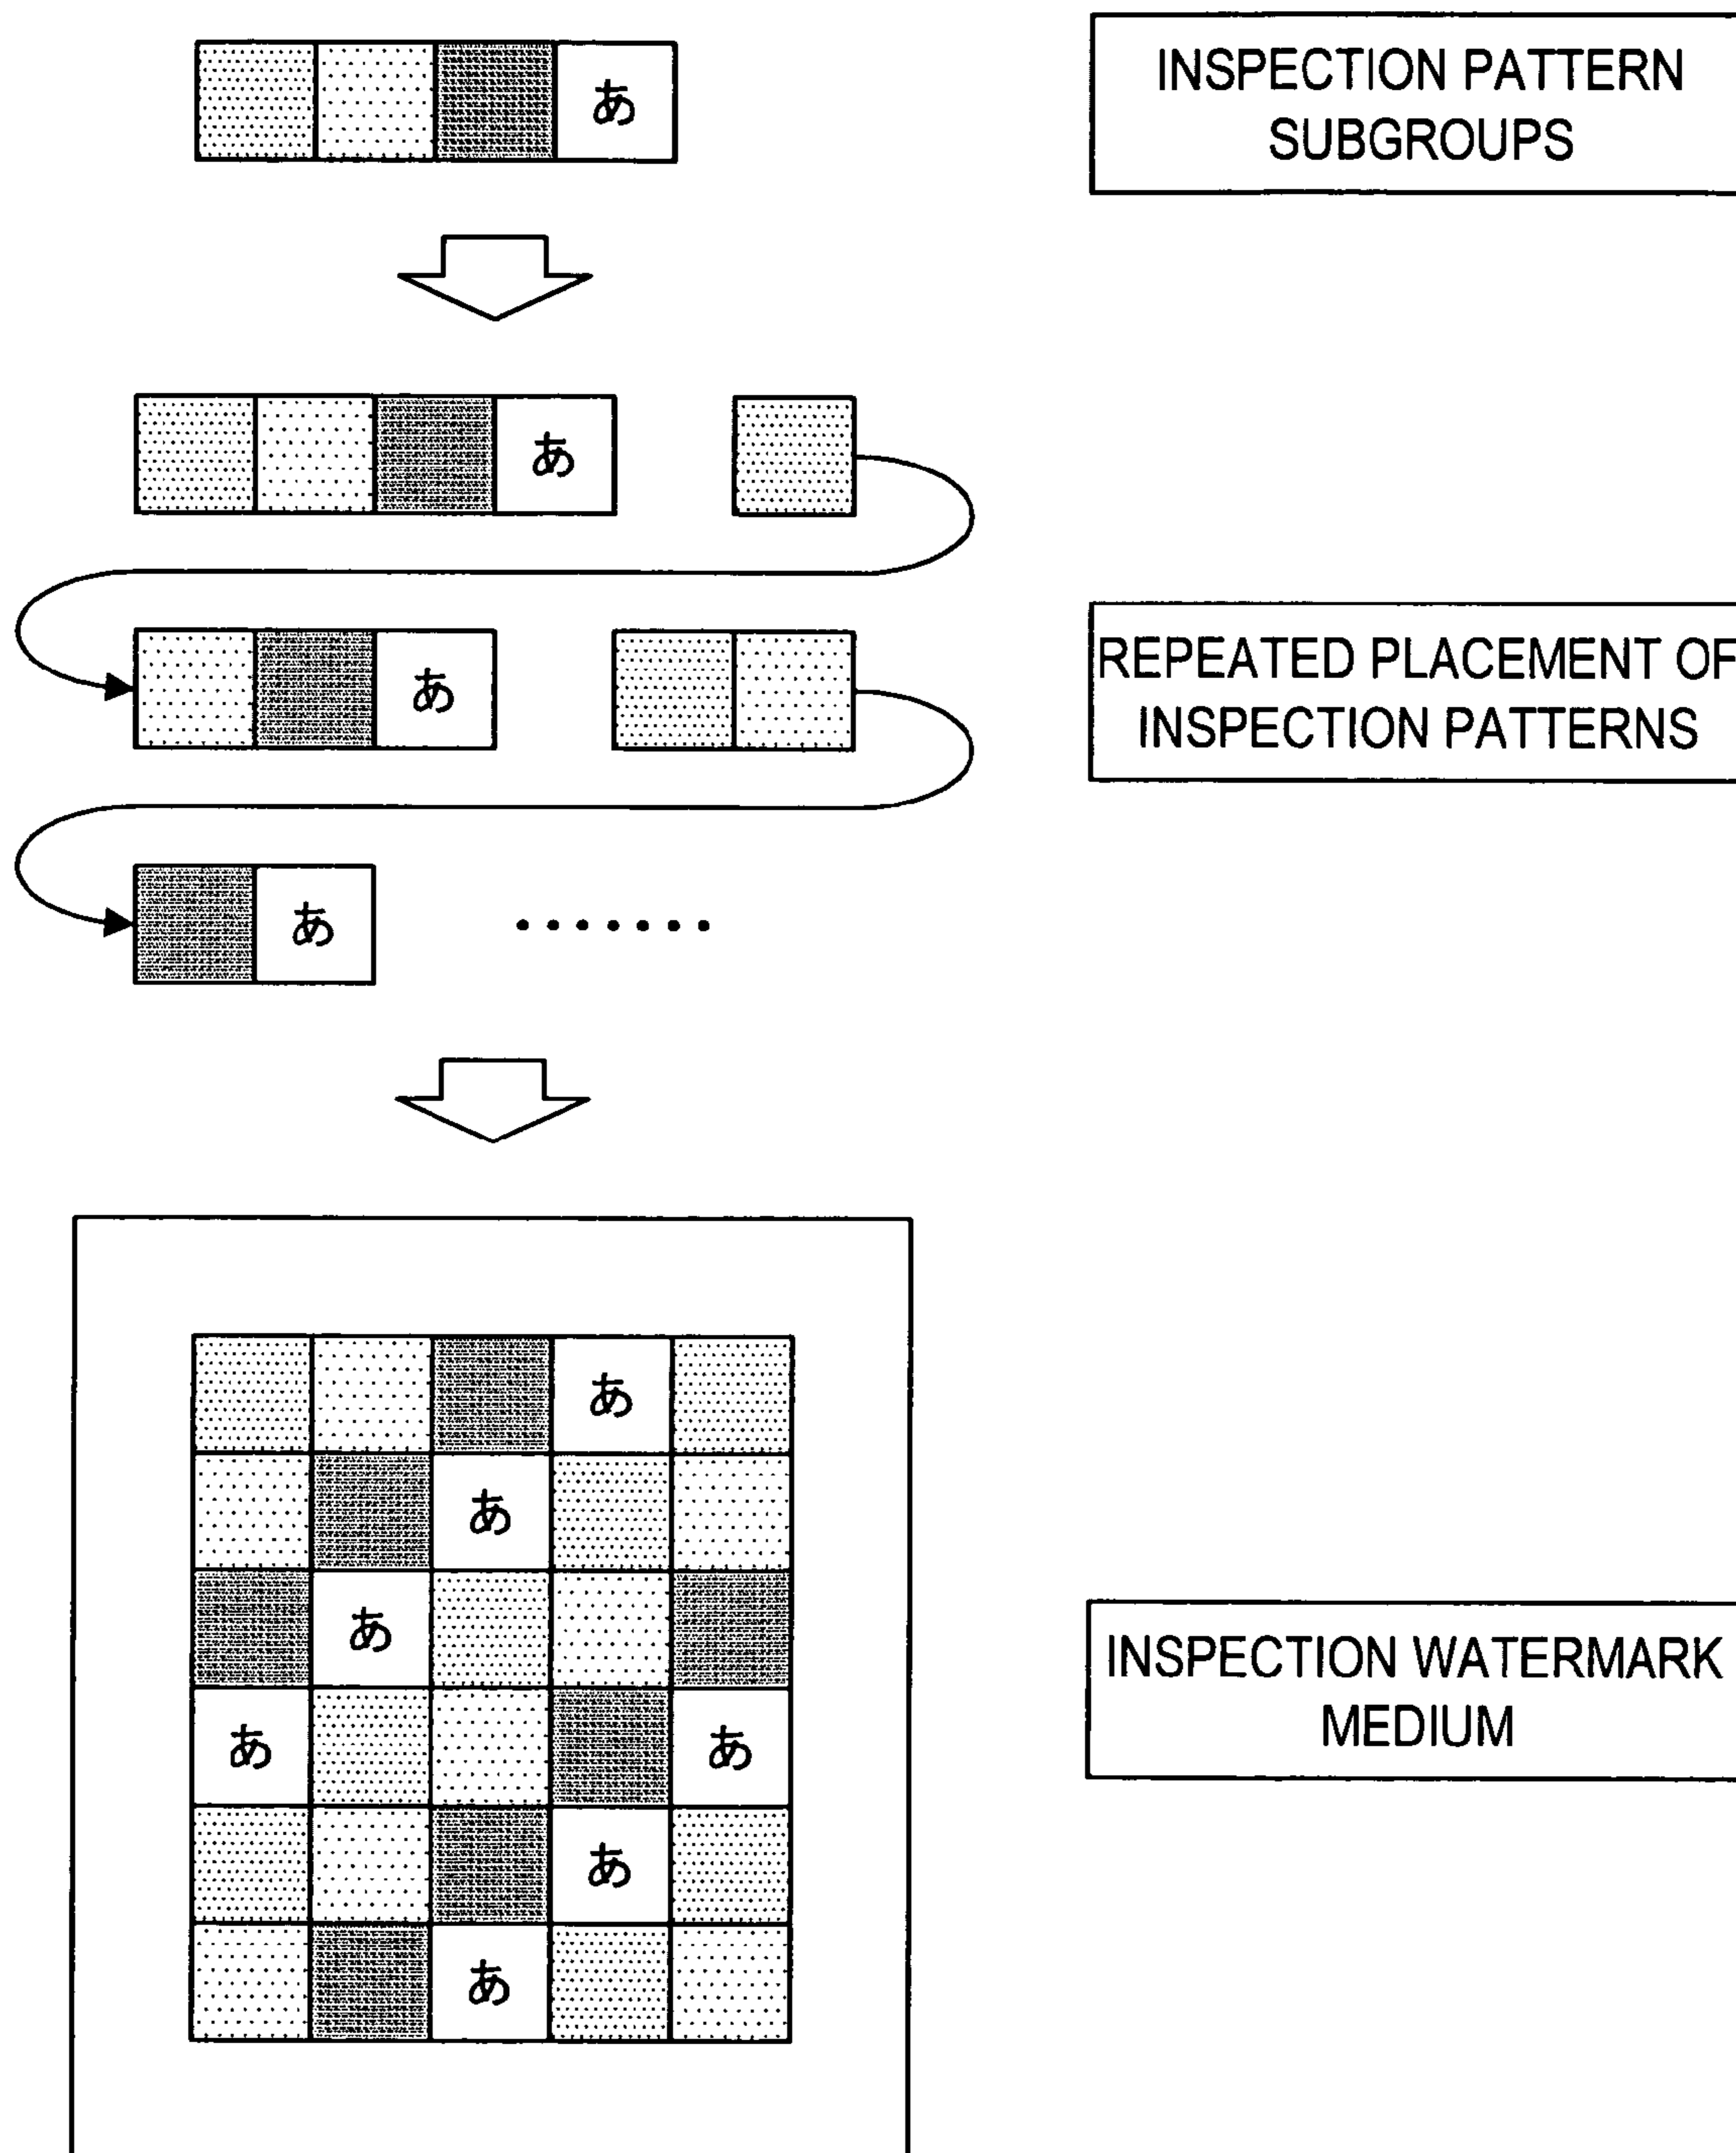 あ
INSPECTION PATTERN
SUBGROUPS
あ
あ
REPEATED PLACEMENT OF
INSPECTION PATTERNS
あ
あ
あ
あ
INSPECTION WATERMARK
MEDIUM
あ あ
あ
あ